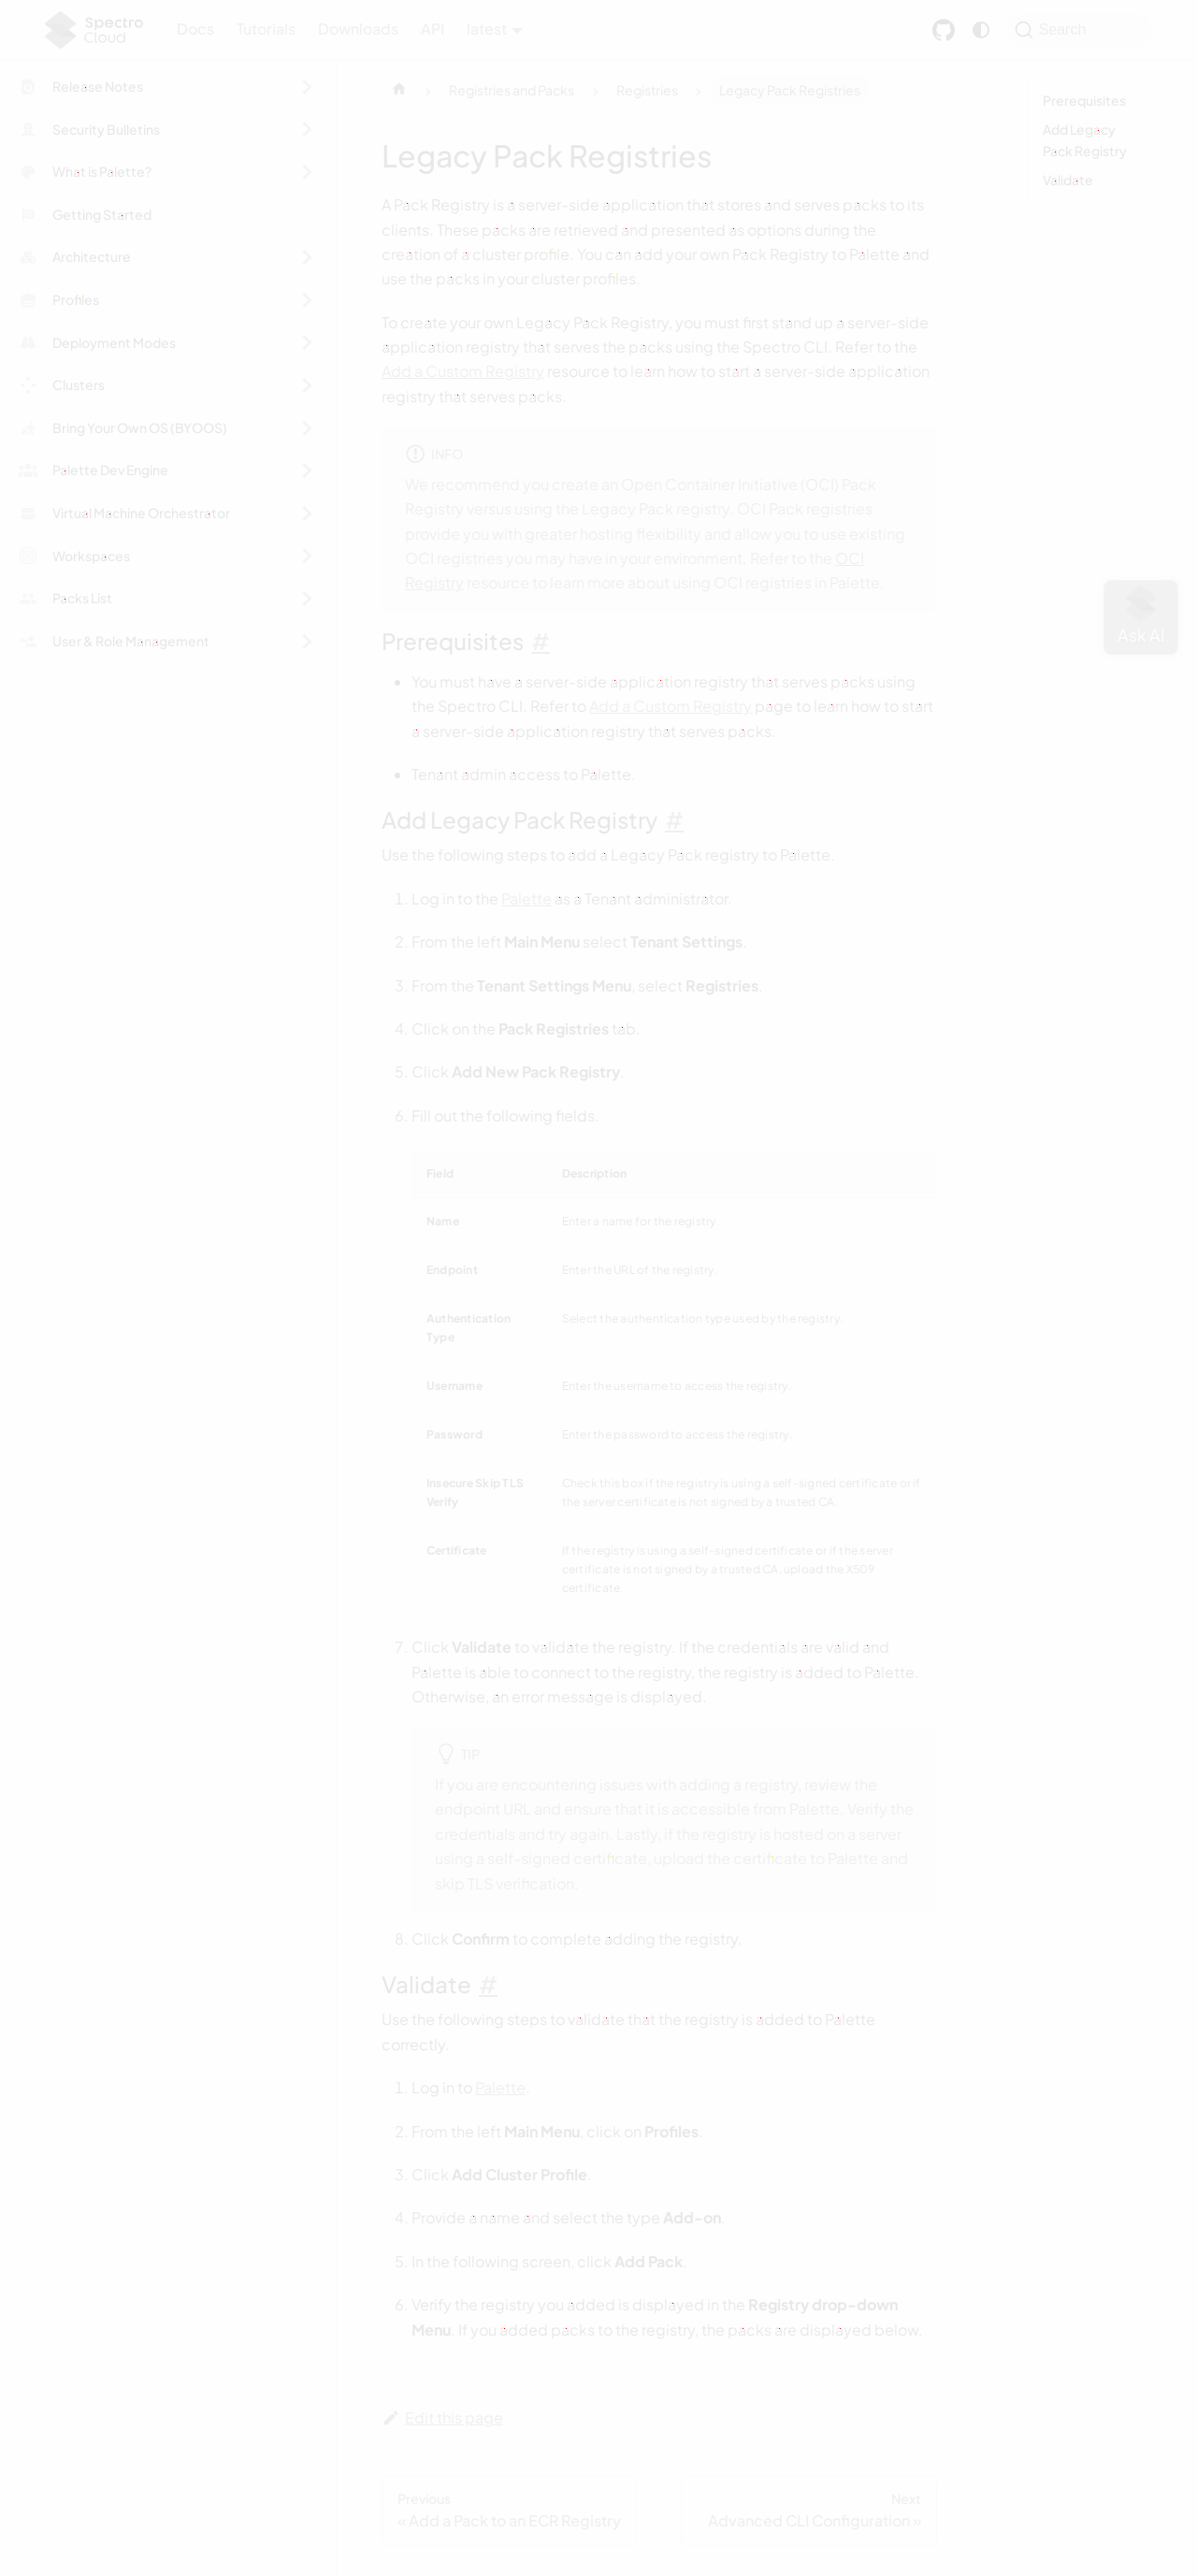 Spectro Cloud
Docs Tutorials Downloads API latest
Search
Release Notes
Security Bulletins
What is Palette?
Getting Started
Architecture
Profiles
Deployment Modes
Clusters
Bring Your Own OS (BYOOS)
Palette Dev Engine
Virtual Machine Orchestrator
Workspaces
Packs List
User & Role Management
Registries and Packs
Registries
Legacy Pack Registries
Legacy Pack Registries
A Pack Registry is a server-side application that stores and serves packs to its
clients. These packs are retrieved and presented as options during the
creation of a cluster profile. You can add your own Pack Registry to Palette and
use the packs in your cluster profiles.
To create your own Legacy Pack Registry, you must first stand up a server-side
application registry that serves the packs using the Spectro CLI. Refer to the
Add a Custom Registry resource to learn how to start a server-side application
registry that serves packs.
INFO
We recommend you create an Open Container Initiative (OCI) Pack
Registry versus using the Legacy Pack registry. OCI Pack registries
provide you with greater hosting flexibility and allow you to use existing
OCI registries you may have in your environment. Refer to the OCI
Registry resource to learn more about using OCI registries in Palette.
Prerequisites #
You must have a server-side application registry that serves packs using
the Spectro CLI. Refer to Add a Custom Registry page to learn how to start
a server-side application registry that serves packs.
Tenant admin access to Palette.
Add Legacy Pack Registry #
Use the following steps to add a Legacy Pack registry to Palette.
1. Log in to the Palette as a Tenant administrator.
2. From the left Main Menu select Tenant Settings.
3. From the Tenant Settings Menu, select Registries.
4. Click on the Pack Registries tab.
5. Click Add New Pack Registry.
6. Fill out the following fields.
Field Description
Name Enter a name for the registry.
Endpoint Enter the URL of the registry.
Authentication Select the authentication type used by the registry.
Type
Username Enter the username to access the registry.
Password Enter the password to access the registry.
Insecure Skip TLS Check this box if the registry is using a self-signed certificate or if
Verify the server certificate is not signed by a trusted CA.
Certificate If the registry is using a self-signed certificate or if the server
certificate is not signed by a trusted CA, upload the X509
certificate.
7. Click Validate to validate the registry. If the credentials are valid and
Palette is able to connect to the registry, the registry is added to Palette.
Otherwise, an error message is displayed.
TIP
If you are encountering issues with adding a registry, review the
endpoint URL and ensure that it is accessible from Palette. Verify the
credentials and try again. Lastly, if the registry is hosted on a server
using a self-signed certificate, upload the certificate to Palette and
skip TLS verification.
8. Click Confirm to complete adding the registry.
Validate #
Use the following steps to validate that the registry is added to Palette
correctly.
1. Log in to Palette.
2. From the left Main Menu, click on Profiles.
3. Click Add Cluster Profile.
4. Provide a name and select the type Add-on.
5. In the following screen, click Add Pack.
6. Verify the registry you added is displayed in the Registry drop-down
Menu. If you added packs to the registry, the packs are displayed below.
Edit this page
Previous
« Add a Pack to an ECR Registry
Next
Advanced CLI Configuration »
Prerequisites
Add Legacy
Pack Registry
Validate
Ask AI